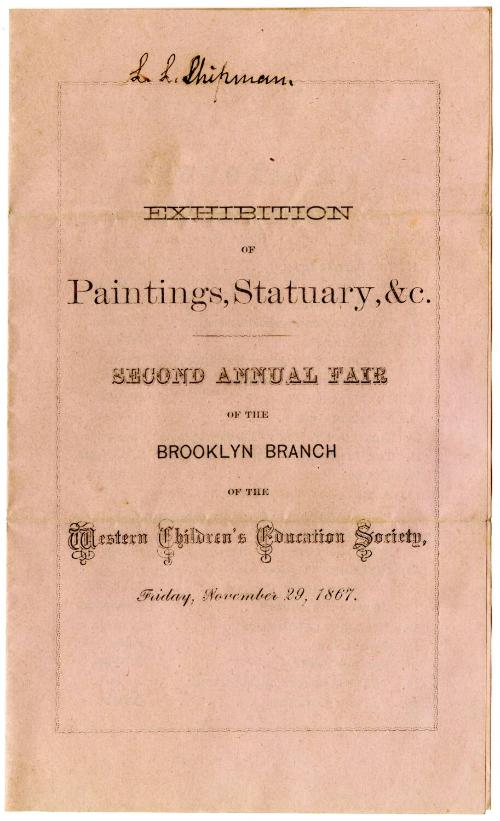 L. L. Shipman.
EXHIBITION
OF
Paintings, Statuary, &c.
SECOND ANNUAL FAIR
OF THE
BROOKLYN BRANCH
OF THE
Western Children's Education Society,
Friday, November 29, 1867.